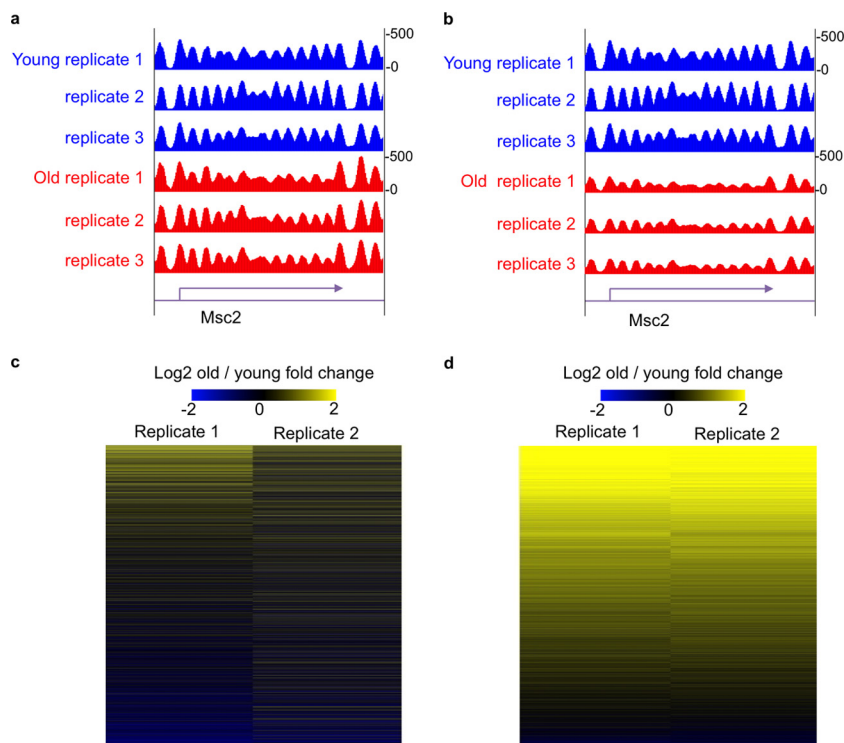 a
-500
Young replicate 1
-0
replicate 2
replicate 3
-500
Old replicate 1
-0
replicate 2
replicate 3
Msc2
b
-500
Young replicate 1
-0
replicate 2
replicate 3
-500
Old replicate 1
-0
replicate 2
replicate 3
Msc2
c
Log2 old / young fold change
-2 0 2
Replicate 1 Replicate 2
d
Log2 old / young fold change
-2 0 2
Replicate 1 Replicate 2